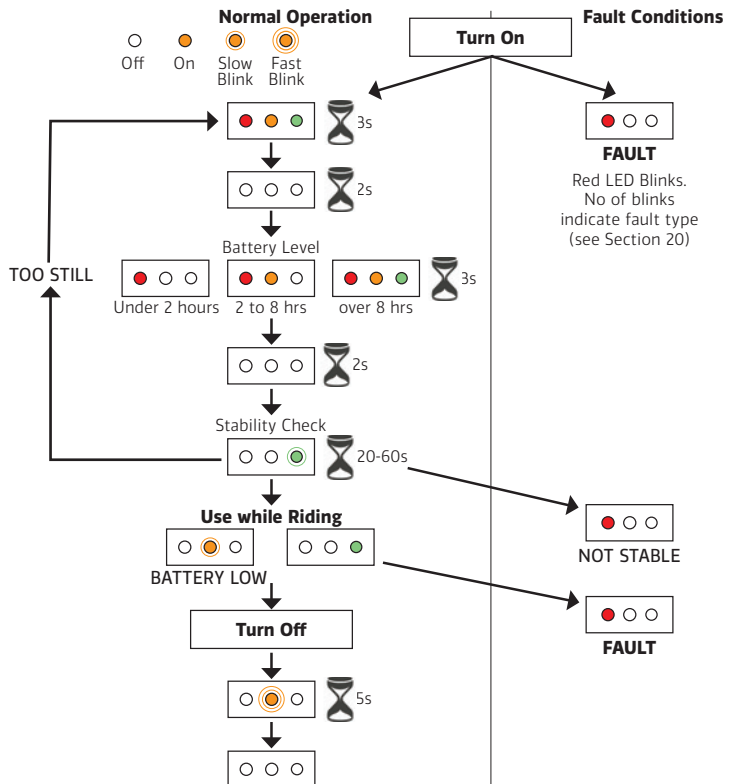 Normal Operation
Fault Conditions
Turn On
Off
On
Slow
Blink
Fast
Blink
3s
FAULT
Red LED Blinks.
No of blinks
indicate fault type
(see Section 20)
2s
Battery Level
TOO STILL
3s
Under 2 hours
2 to 8 hrs
over 8 hrs
2s
Stability Check
20-60s
Use while Riding
NOT STABLE
BATTERY LOW
Turn Off
FAULT
5s